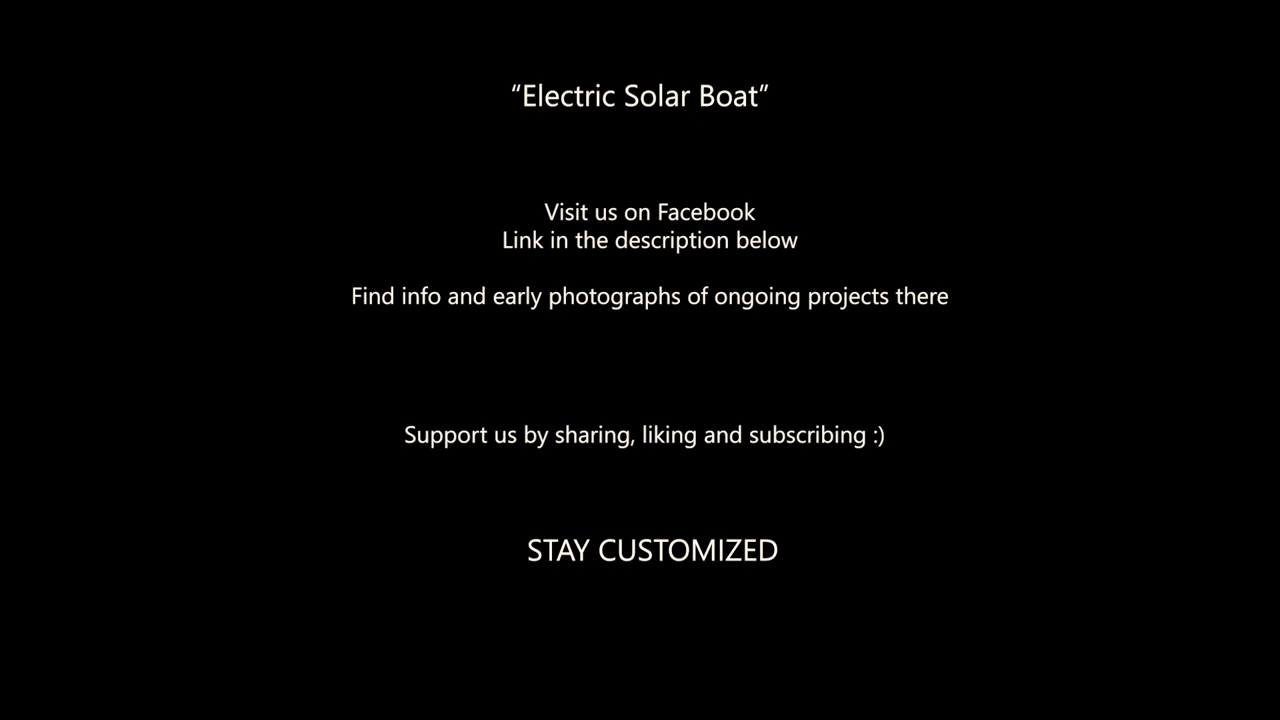 “Electric Solar Boat”
Visit us on Facebook
Link in the description below
Find info and early photographs of ongoing projects there
Support us by sharing, liking and subscribing :)
STAY CUSTOMIZED